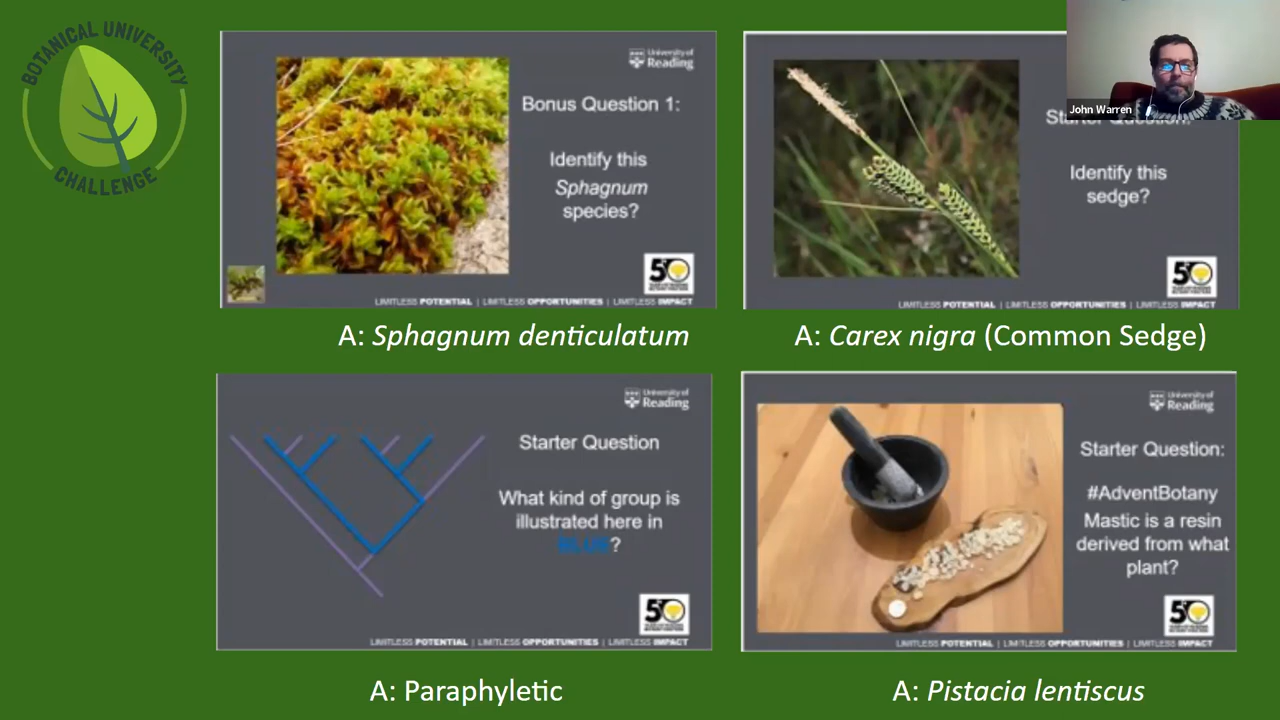 BOTANICAL UNIVERSITY
CHALLENGE
University of
Reading
Bonus Question 1:
Identify this
Sphagnum
species?
50
LIMITLESS POTENTIAL | LIMITLESS OPPORTUNITIES | LIMITLESS IMPACT
A: Sphagnum denticulatum
John Warren
Starter Question:
Identify this
sedge?
50
LIMITLESS POTENTIAL | LIMITLESS OPPORTUNITIES | LIMITLESS IMPACT
A: Carex nigra (Common Sedge)
University of
Reading
Starter Question
What kind of group is
illustrated here in
BLUE?
50
LIMITLESS POTENTIAL | LIMITLESS OPPORTUNITIES | LIMITLESS IMPACT
A: Paraphyletic
University of
Reading
Starter Question:
#AdventBotany
Mastic is a resin
derived from what
plant?
50
LIMITLESS POTENTIAL | LIMITLESS OPPORTUNITIES | LIMITLESS IMPACT
A: Pistacia lentiscus